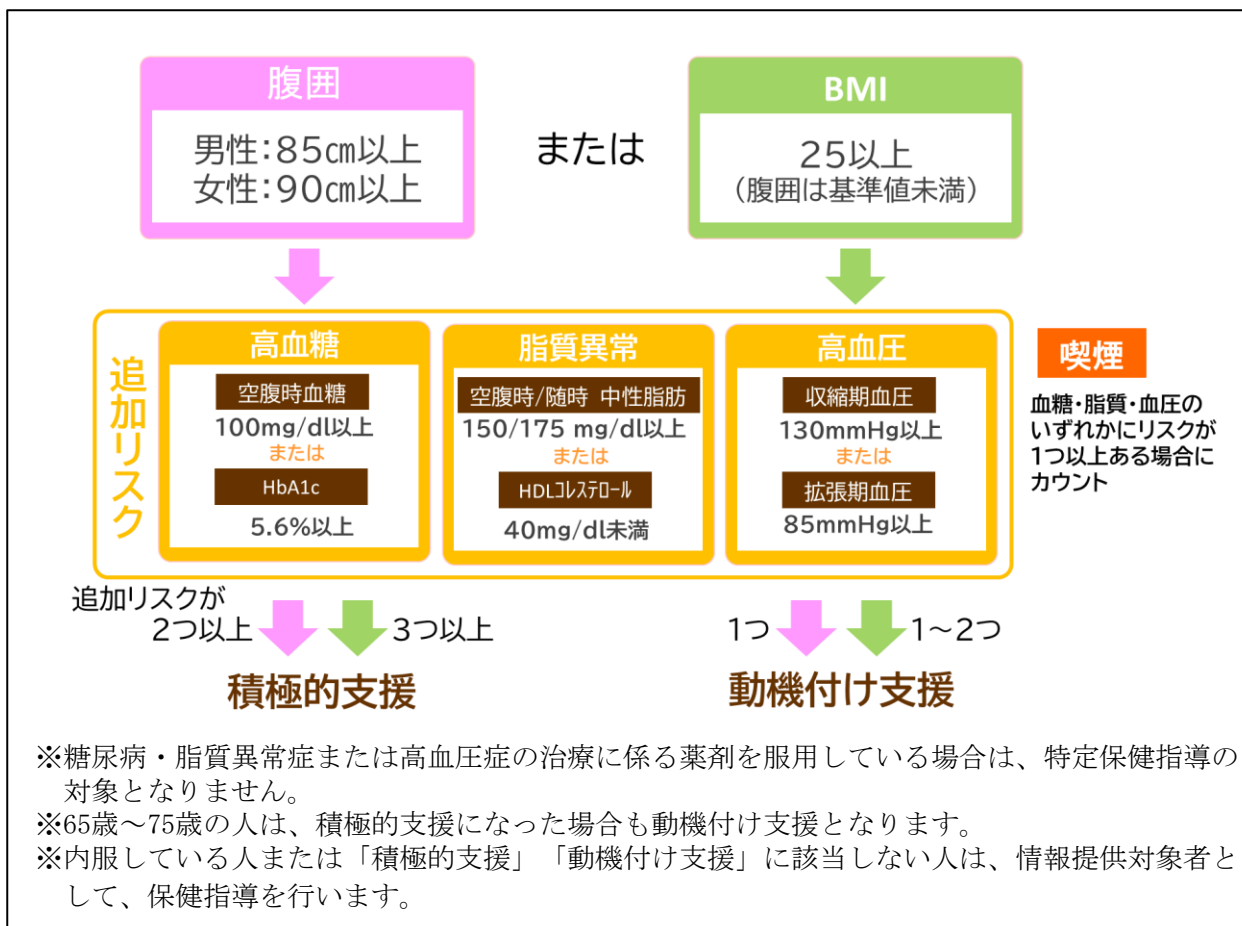 腹囲
男性:85㎝以上
女性:90㎝以上
または
BMI
25以上
(腹囲は基準値未満)
追加リスク
高血糖
空腹時血糖
100mg/dl以上
または
HbA1c
5.6%以上
脂質異常
空腹時/随時 中性脂肪
150/175 mg/dl以上
または
HDLコレステロール
40mg/dl未満
高血圧
収縮期血圧
130mmHg以上
または
拡張期血圧
85mmHg以上
喫煙
血糖・脂質・血圧の
いずれかにリスクが
1つ以上ある場合に
カウント
追加リスクが
2つ以上
3つ以上
積極的支援
1つ
1～2つ
動機付け支援
※糖尿病・脂質異常症または高血圧症の治療に係る薬剤を服用している場合は、特定保健指導の
対象となりません。
※65歳～75歳の人は、積極的支援になった場合も動機付け支援となります。
※内服している人または「積極的支援」「動機付け支援」に該当しない人は、情報提供対象者と
して、保健指導を行います。